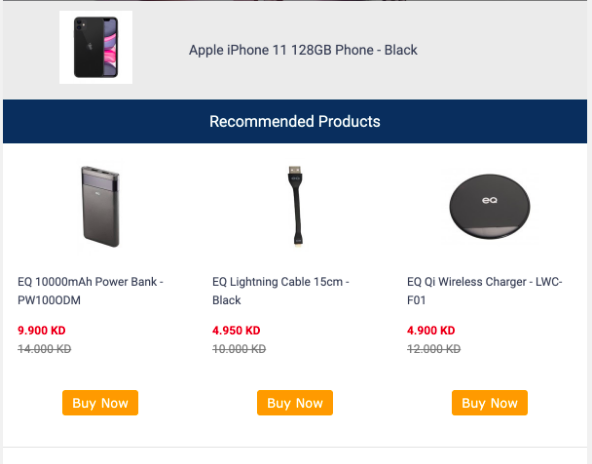 Apple iPhone 11 128GB Phone - Black
Recommended Products
EQ
EQ 10000mAh Power Bank -
PW100ODM
9.900 KD
14.000 KD
Buy Now
EQ Lightning Cable 15cm -
Black
4.950 KD
10.000 KD
Buy Now
EQ Qi Wireless Charger - LWC-
F01
4.900 KD
12.000 KD
Buy Now